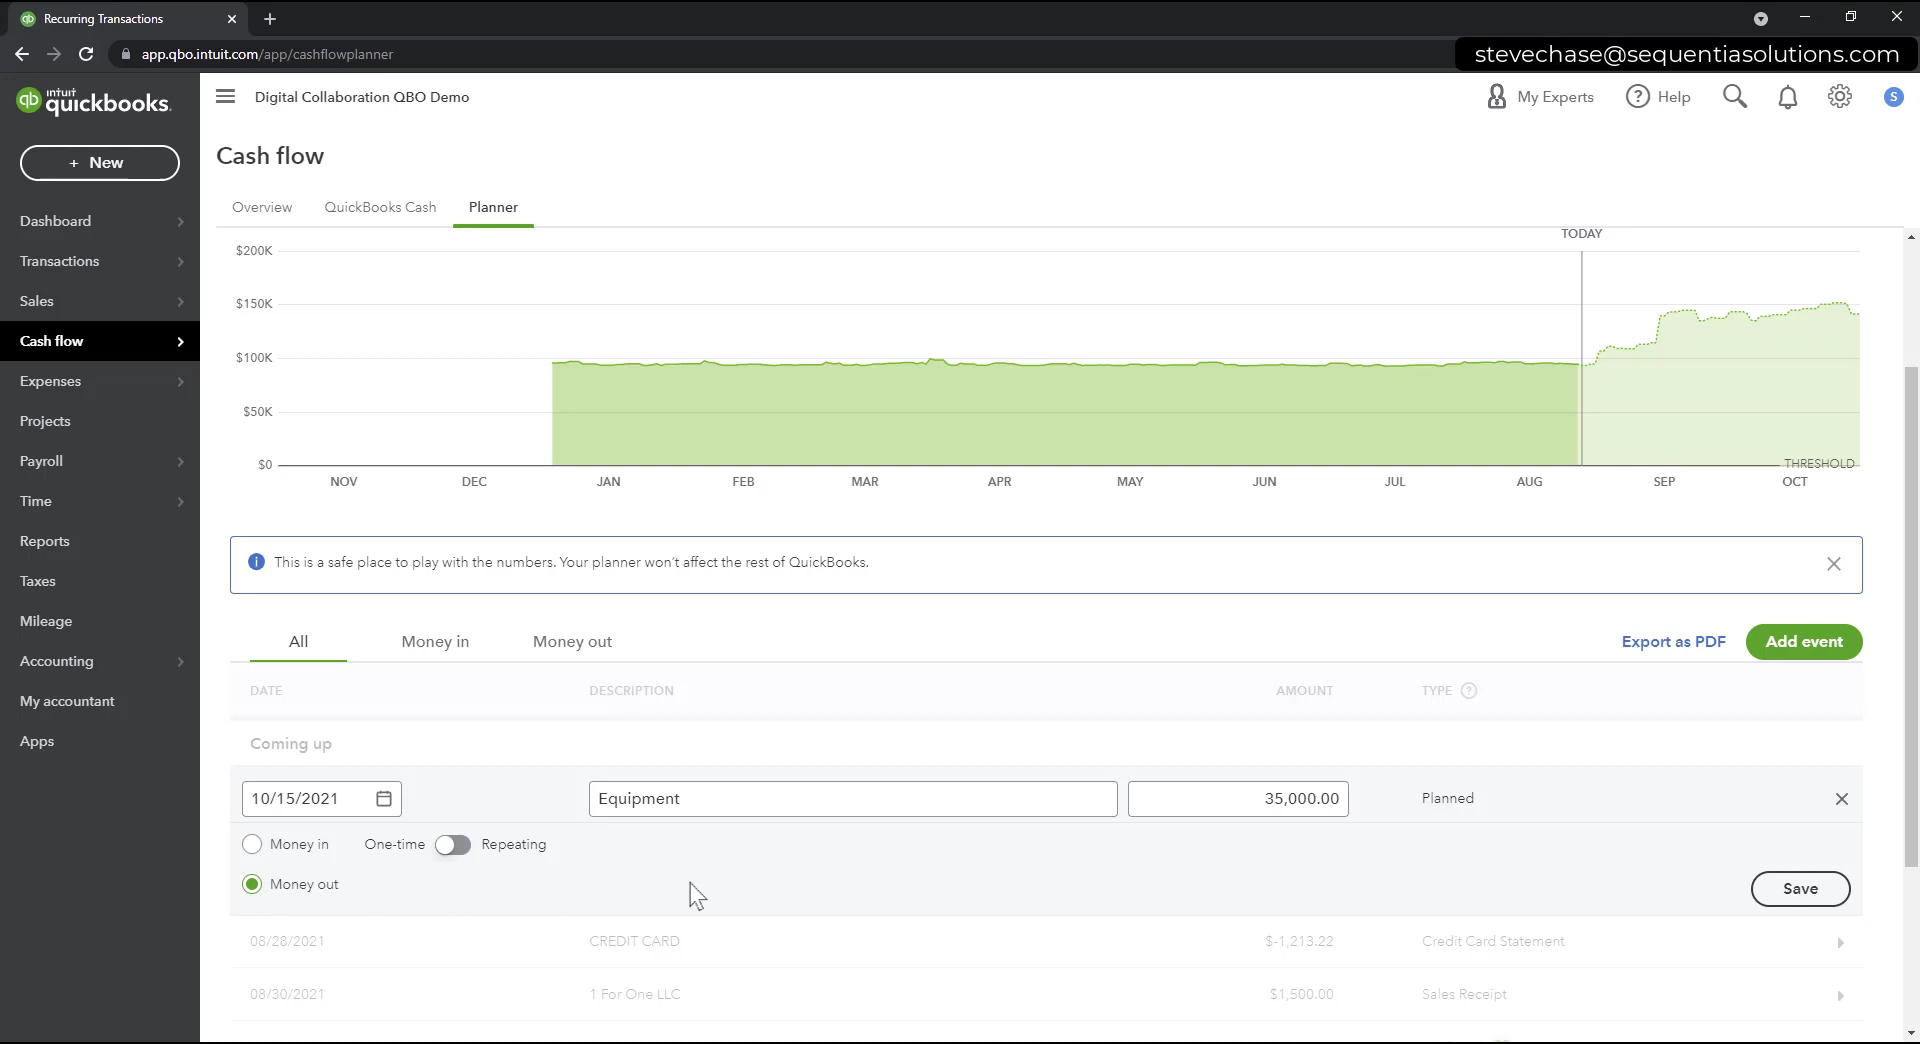 Recurring Transactions
app.qbo.intuit.com/app/cashflowplanner
stevechase@sequentiasolutions.com
intuit
quickbooks.
Digital Collaboration QBO Demo
My Experts
? Help
S
+ New
Cash flow
Overview QuickBooks Cash Planner
Dashboard
Transactions
Sales
Cash flow
Expenses
Projects
Payroll
Time
Reports
Taxes
Mileage
Accounting
My accountant
Apps
TODAY
$200K
$150K
$100K
$50K
$0
THRESHOLD
NOV DEC JAN FEB MAR APR MAY JUN JUL AUG SEP OCT
This is a safe place to play with the numbers. Your planner won't affect the rest of QuickBooks.
All Money in Money out Export as PDF Add event
DATE DESCRIPTION AMOUNT TYPE ?
Coming up
10/15/2021 Equipment 35,000.00 Planned
Money in One-time Repeating
Money out
Save
08/28/2021 CREDIT CARD $-1,213.22 Credit Card Statement
08/30/2021 1 For One LLC $1,500.00 Sales Receipt